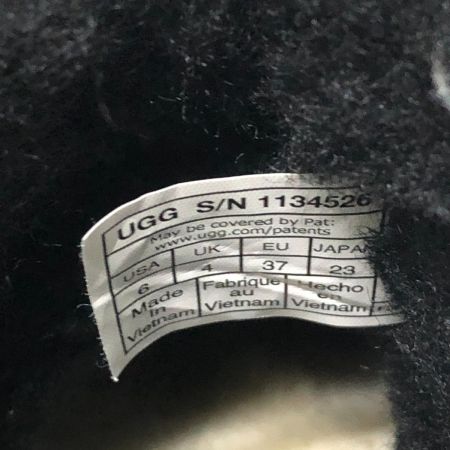 UGG S/N 1134526
May be covered by Pat:
www.ugg.com/patents
USA UK EU JAPAN
6 4 37 23
Made Fabrique Hecho
in au en
Vietnam Vietnam Vietnam